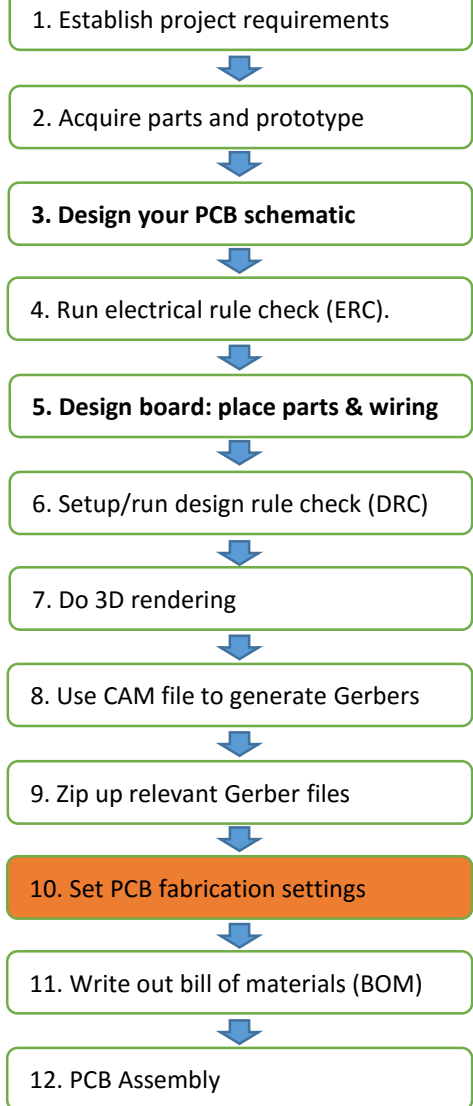 1. Establish project requirements
2. Acquire parts and prototype
3. Design your PCB schematic
4. Run electrical rule check (ERC).
5. Design board: place parts & wiring
6. Setup/run design rule check (DRC)
7. Do 3D rendering
8. Use CAM file to generate Gerbers
9. Zip up relevant Gerber files
10. Set PCB fabrication settings
11. Write out bill of materials (BOM)
12. PCB Assembly